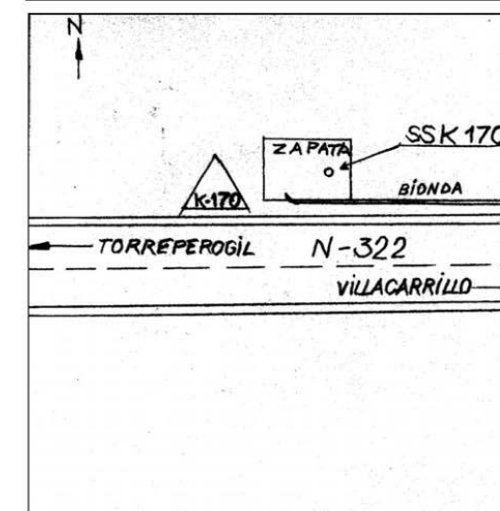 N
ZAPATA
SSK 170
K-170
BIONDA
TORREPEROGIL
N-322
VILLACARRILLO